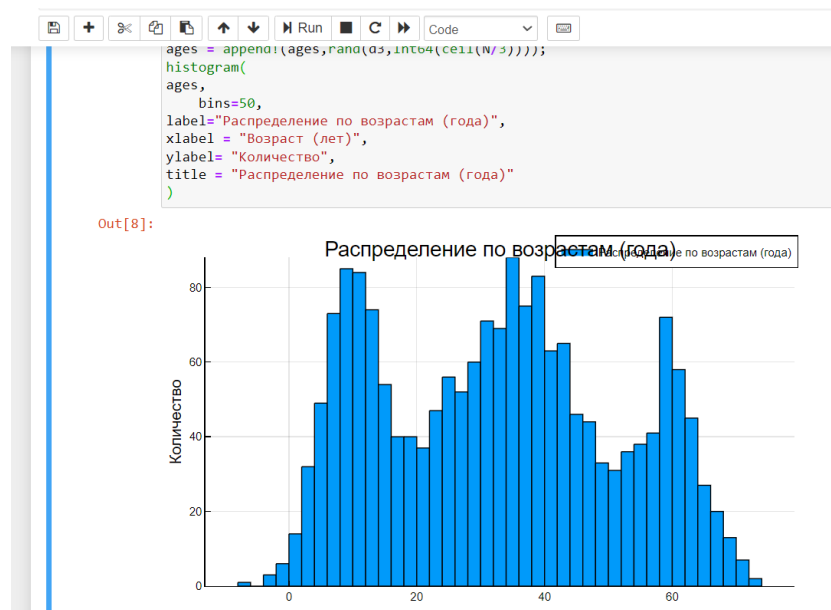 Run
Code
ages = append!(ages,rand(d3,Int64(ceil(N/3))));
histogram(
ages,
    bins=50,
label="Распределение по возрастам (года)",
xlabel = "Возраст (лет)",
ylabel= "Количество",
title = "Распределение по возрастам (года)"
)
Out[8]:
Распределение по возрастам (года)
Распределение по возрастам (года)
Количество
80
60
40
20
0
0 20 40 60